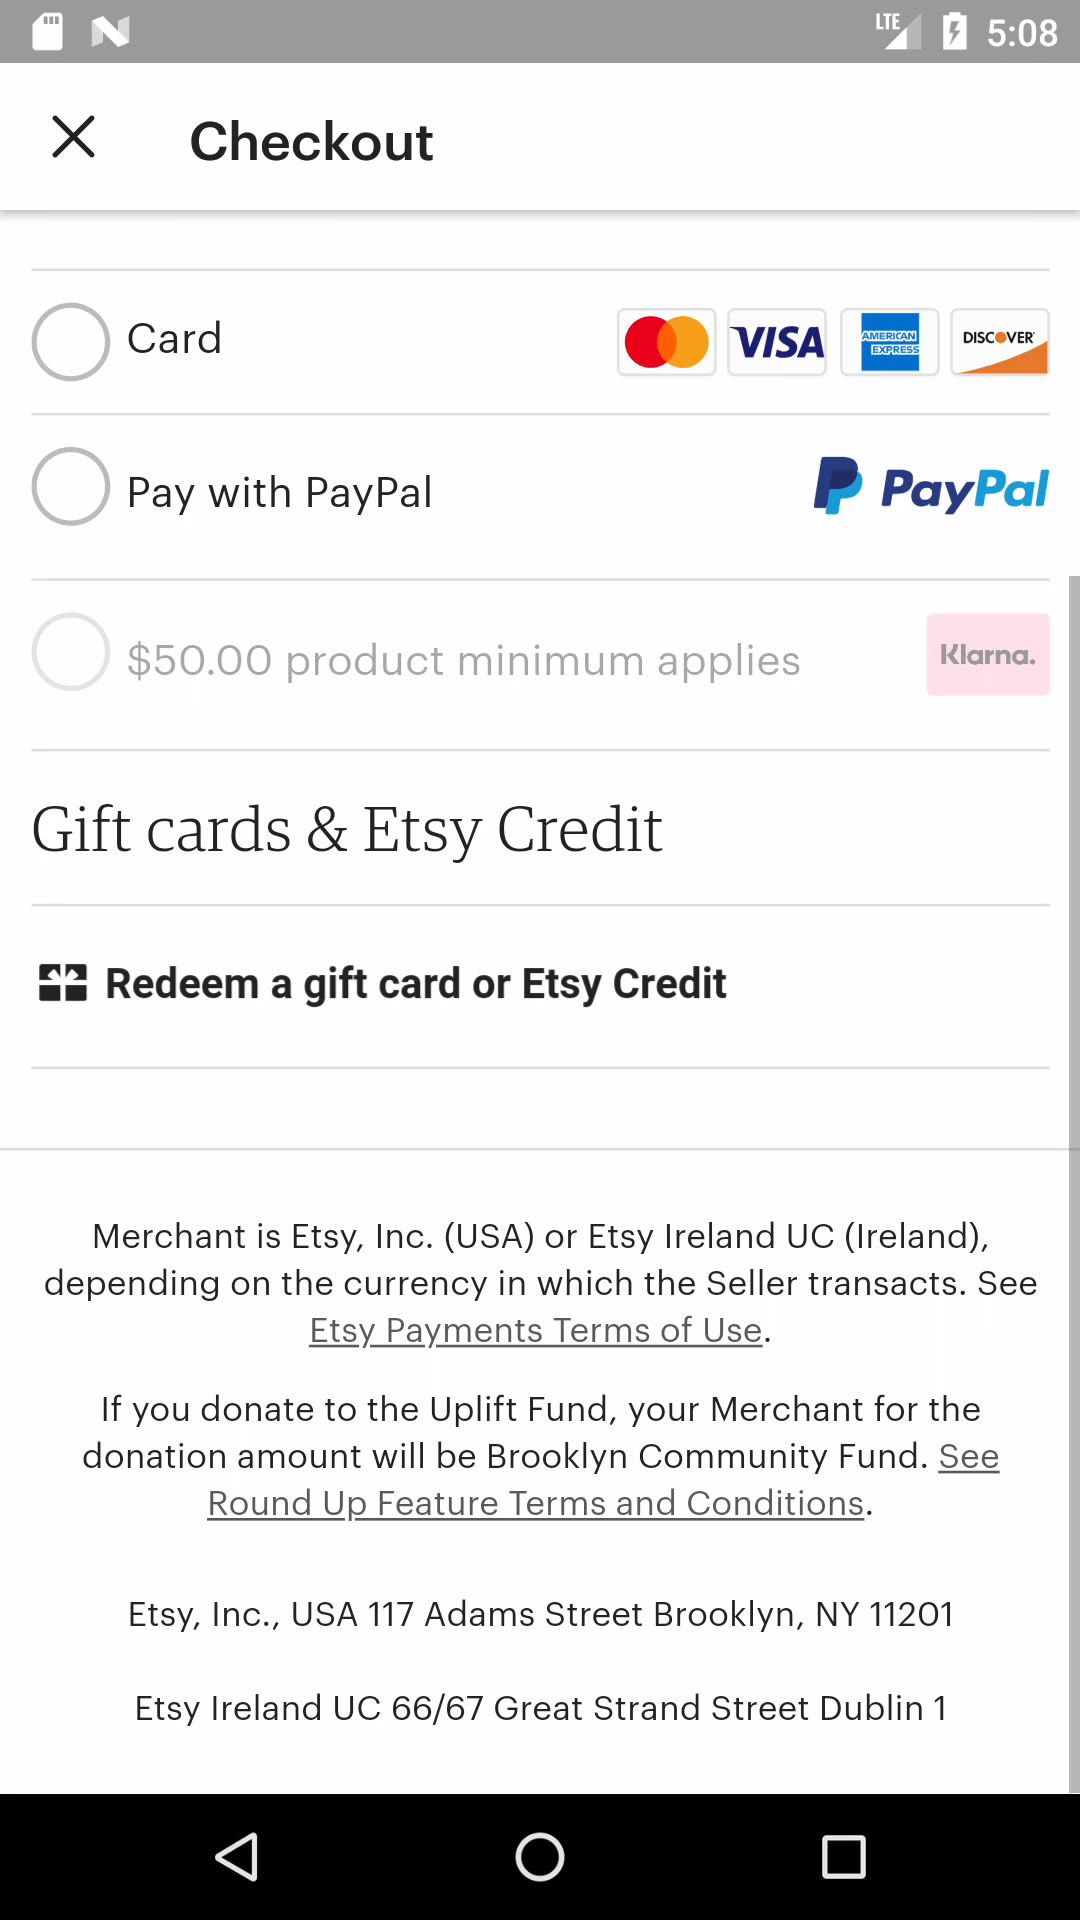 LTE 5:08
Checkout
Card VISA AMERICAN EXPRESS DISCOVER
Pay with PayPal PayPal
$50.00 product minimum applies Klarna.
Gift cards & Etsy Credit
Redeem a gift card or Etsy Credit
Merchant is Etsy, Inc. (USA) or Etsy Ireland UC (Ireland),
depending on the currency in which the Seller transacts. See
Etsy Payments Terms of Use.
If you donate to the Uplift Fund, your Merchant for the
donation amount will be Brooklyn Community Fund. See
Round Up Feature Terms and Conditions.
Etsy, Inc., USA 117 Adams Street Brooklyn, NY 11201
Etsy Ireland UC 66/67 Great Strand Street Dublin 1